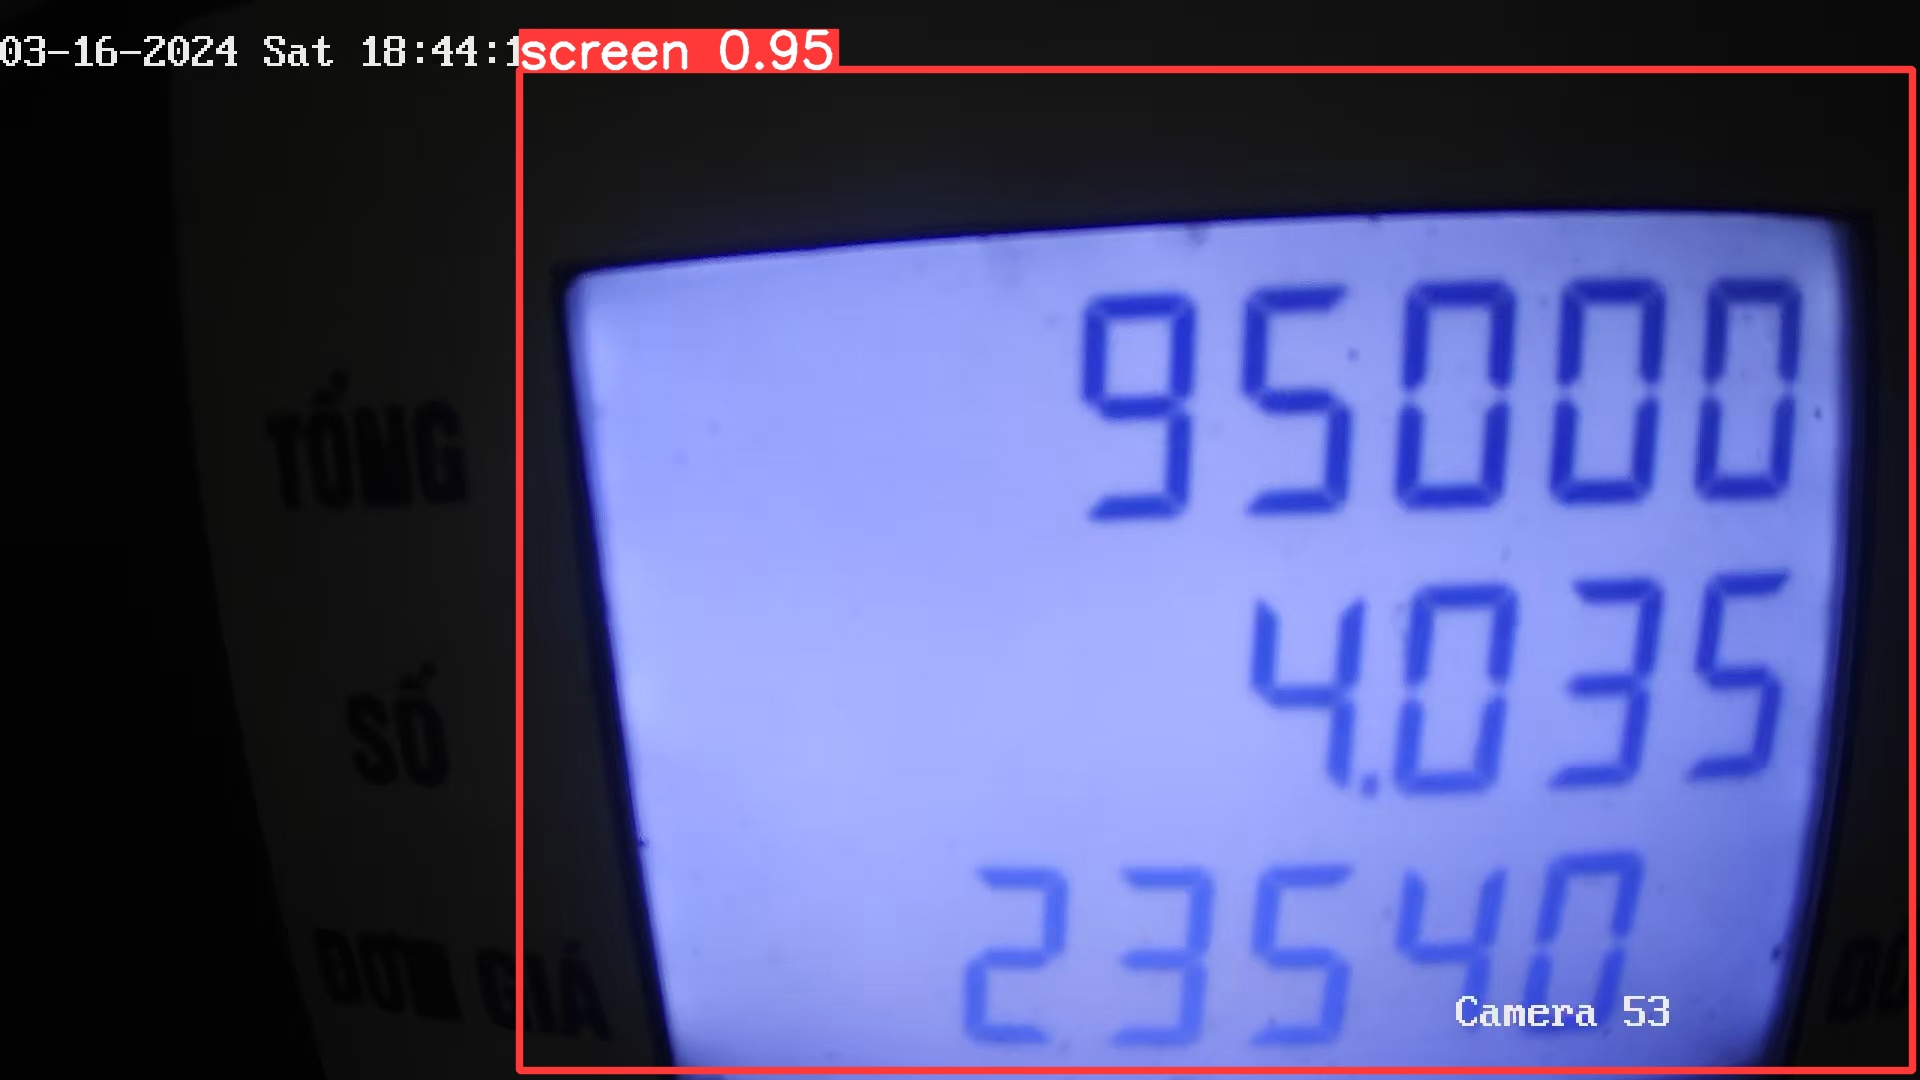 03-16-2024 Sat 18:44:1
screen 0.95
TỔNG 95000
SỐ 4.035
ĐƠN GIÁ 23540
Camera 53